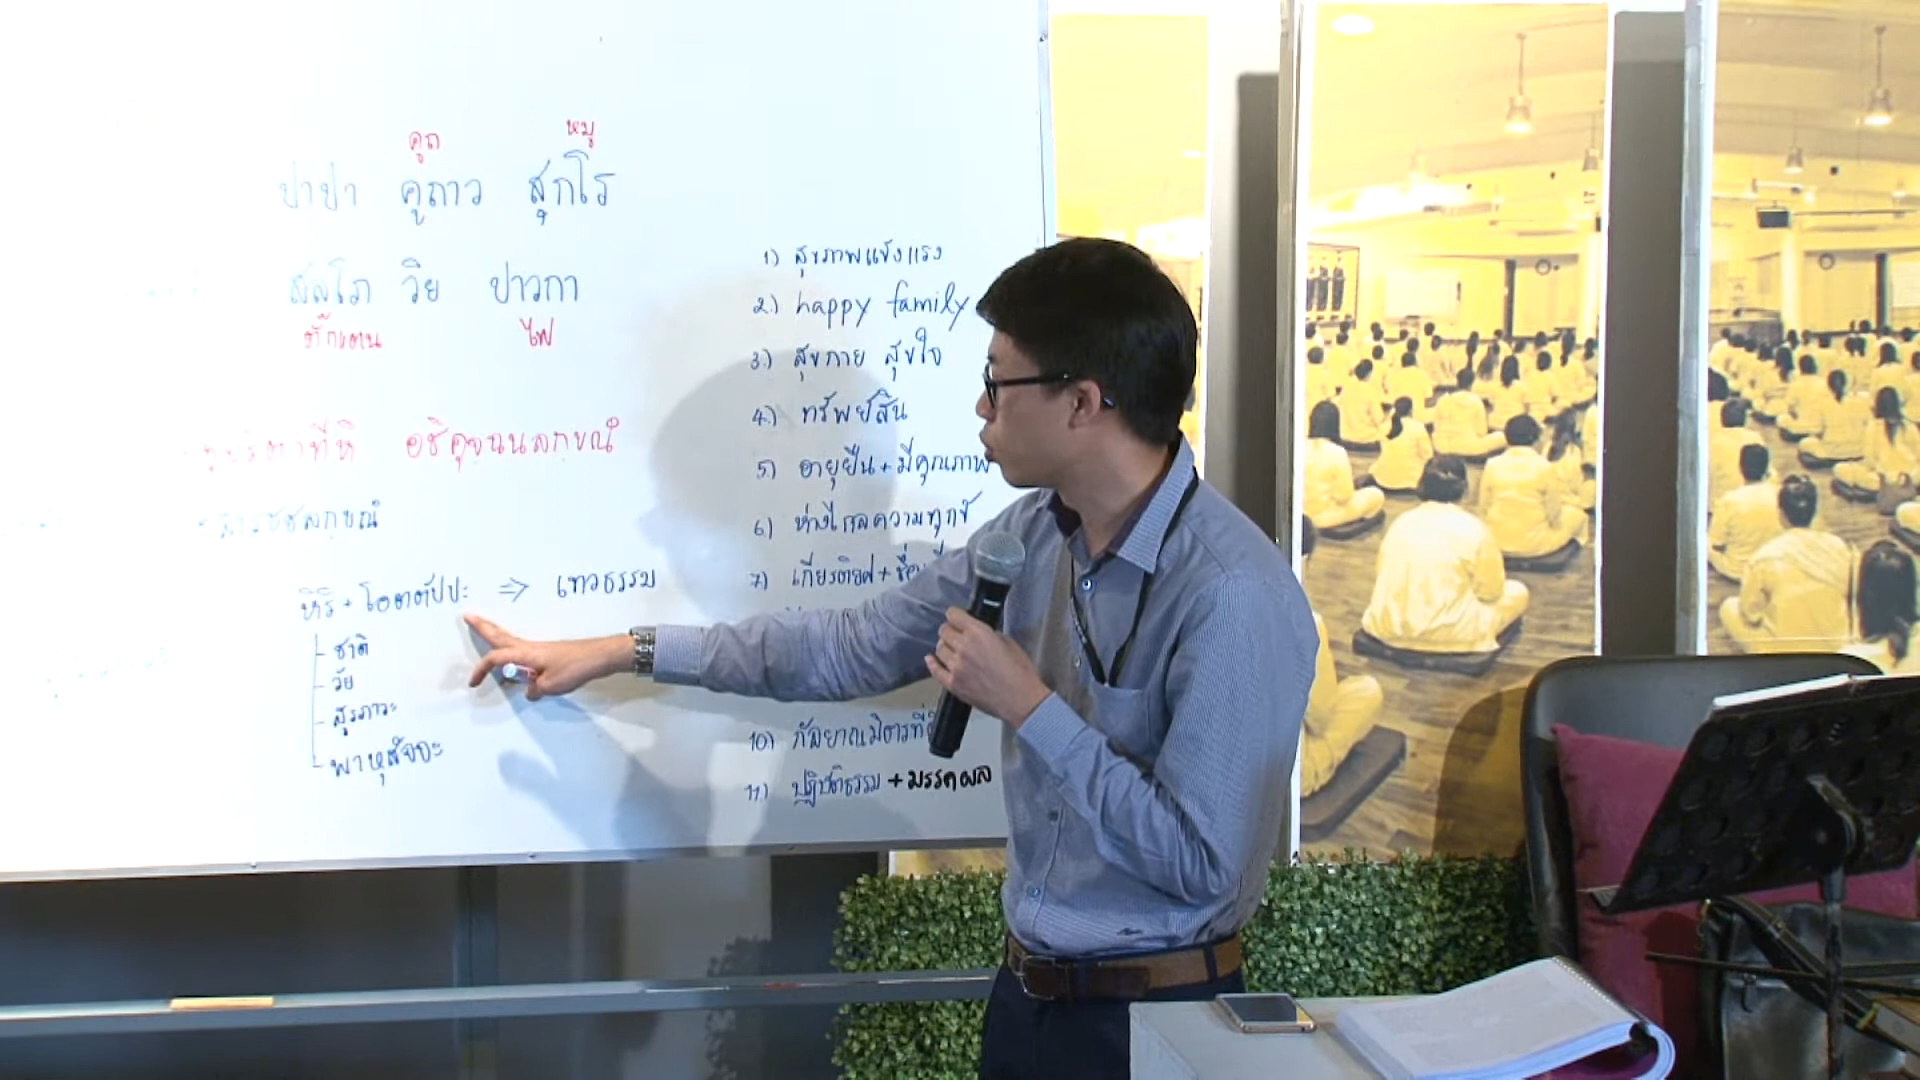 คูถ หมู
ปาปา คูถาว สุกโร
สลโภ วิย ปาวกา
ตั๊กแตน ไฟ
อธิคุจฉนลกฺขณํ
หิริ + โอตตัปปะ => เทวธรรม
ชาติ
วัย
สุรภาวะ
พาหุสัจจะ
1.) สุขภาพแข็งแรง
2.) happy family
3.) สุขกาย สุขใจ
4.) ทรัพย์สิน
5.) อายุยืน + มีคุณภาพ
6.) ห่างไกลความทุกข์
7.) เกียรติยศ +
10.) กัลยาณมิตรที่
11.) ปฏิบัติธรรม + มรรคผล